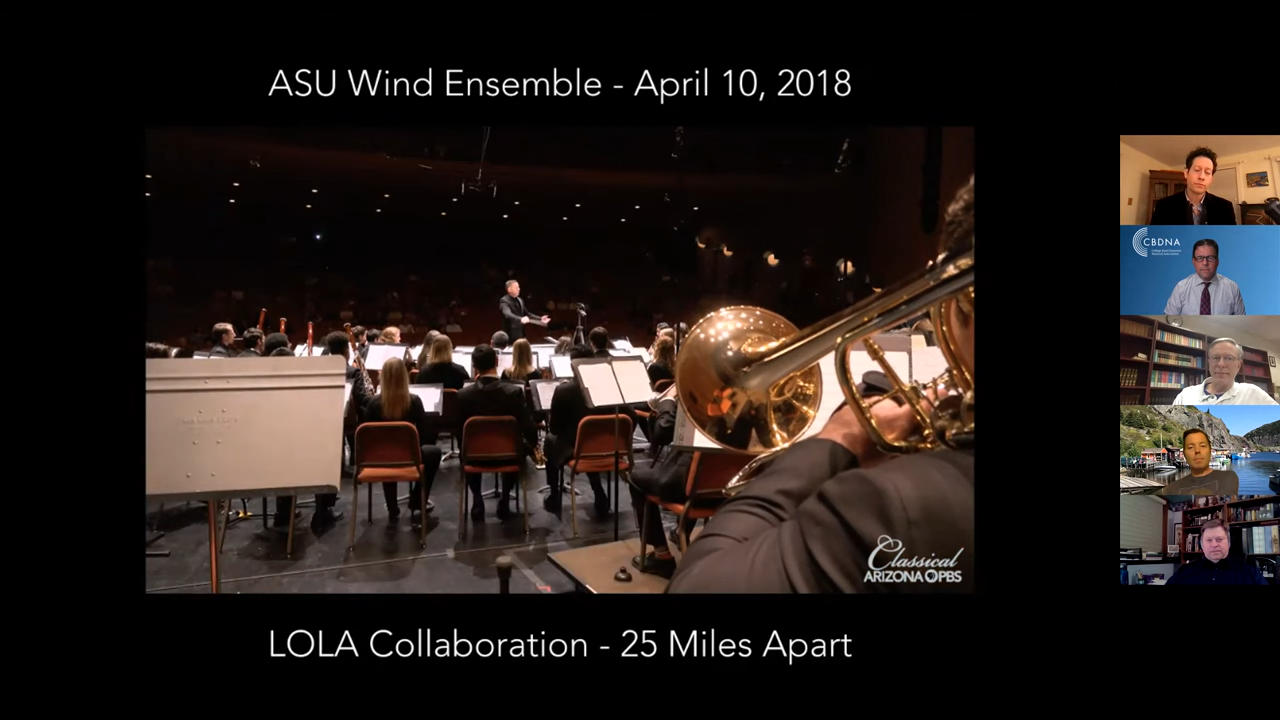 ASU Wind Ensemble - April 10, 2018
CBDNA
Classical
ARIZONA PBS
LOLA Collaboration - 25 Miles Apart